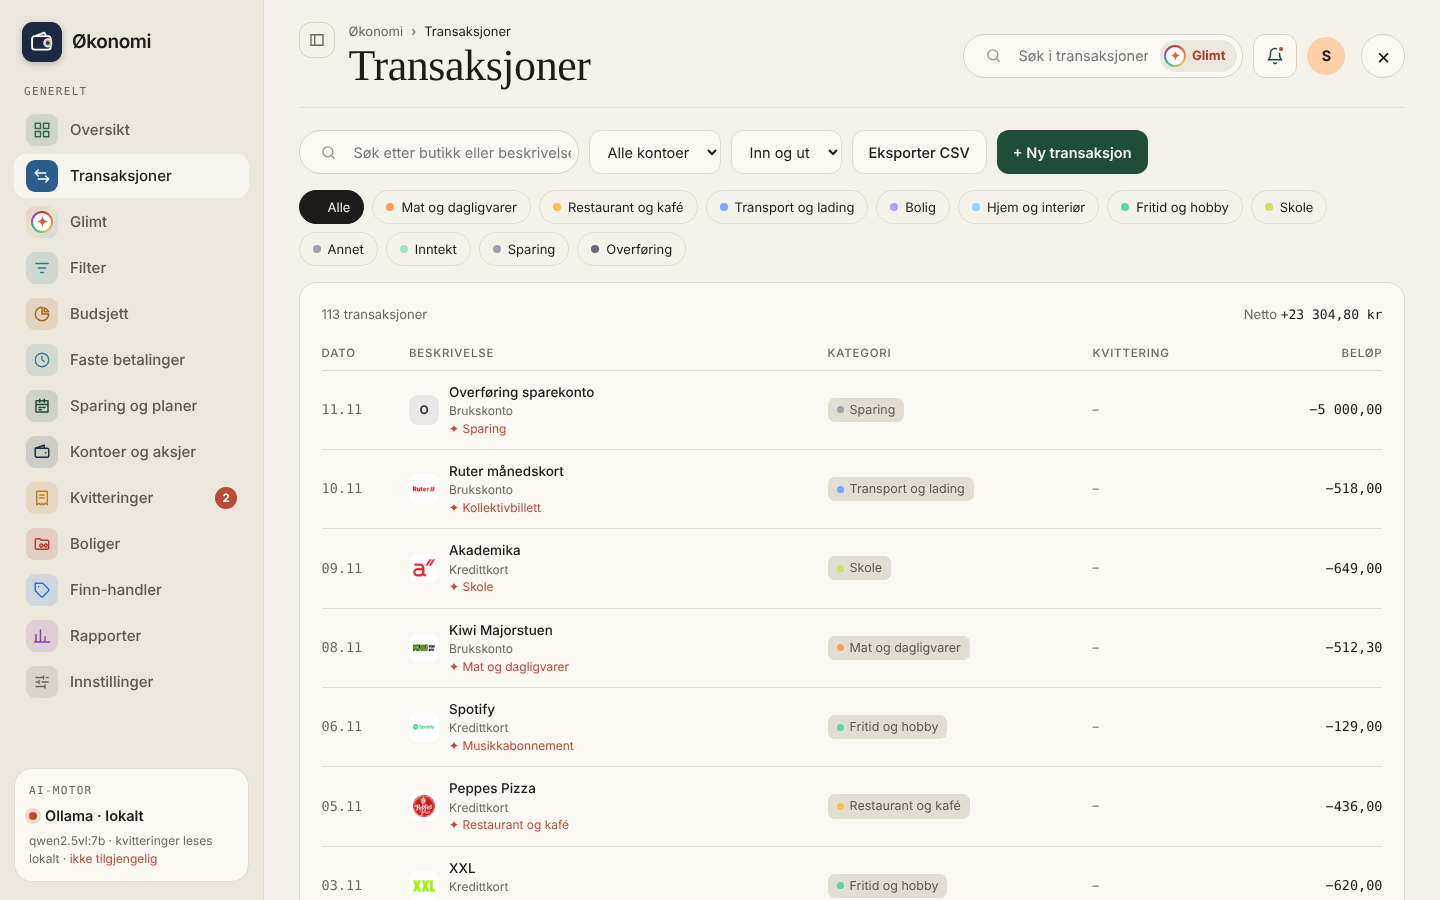 Økonomi
GENERELT
Oversikt
Transaksjoner
Glimt
Filter
Budsjett
Faste betalinger
Sparing og planer
Kontoer og aksjer
Kvitteringer 2
Boliger
Finn-handler
Rapporter
Innstillinger
AI-MOTOR
Ollama · lokalt
qwen2.5vl:7b · kvitteringer leses
lokalt · ikke tilgjengelig
Økonomi › Transaksjoner
Transaksjoner
Søk i transaksjoner Glimt S ×
Søk etter butikk eller beskrivelse Alle kontoer Inn og ut Eksporter CSV + Ny transaksjon
Alle Mat og dagligvarer Restaurant og kafé Transport og lading Bolig Hjem og interiør Fritid og hobby Skole
Annet Inntekt Sparing Overføring
113 transaksjoner Netto +23 304,80 kr
DATO BESKRIVELSE KATEGORI KVITTERING BELØP
11.11 O Overføring sparekonto Sparing – −5 000,00
Brukskonto
✦ Sparing
10.11 Ruter Ruter månedskort Transport og lading – −518,00
Brukskonto
✦ Kollektivbillett
09.11 a Akademika Skole – −649,00
Kredittkort
✦ Skole
08.11 KIWI Kiwi Majorstuen Mat og dagligvarer – −512,30
Brukskonto
✦ Mat og dagligvarer
06.11 Spotify Spotify Fritid og hobby – −129,00
Kredittkort
✦ Musikkabonnement
05.11 Peppes Pizza Restaurant og kafé – −436,00
Kredittkort
✦ Restaurant og kafé
03.11 XXL XXL Fritid og hobby – −620,00
Kredittkort